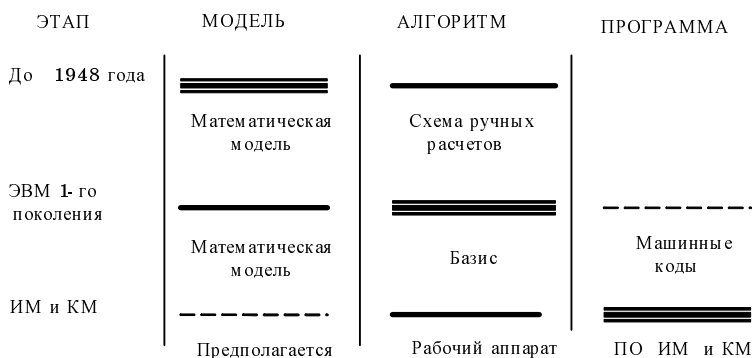 ЭТАП МОДЕЛЬ АЛГОРИТМ ПРОГРАММА
До 1948 года
Математическая
модель
Схема ручных
расчетов
ЭВМ 1- го
поколения
Математическая
модель
Базис
Машинные
коды
ИМ и КМ
Предполагается
Рабочий аппарат
ПО ИМ и КМ